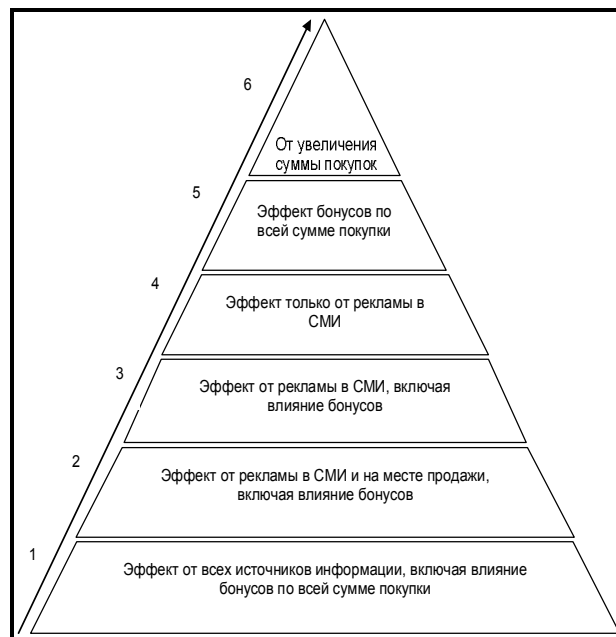 6
От увеличения
суммы покупок
5
Эффект бонусов по
всей сумме покупки
4
Эффект только от рекламы в
СМИ
3
Эффект от рекламы в СМИ, включая
влияние бонусов
2
Эффект от рекламы в СМИ и на месте продажи,
включая влияние бонусов
1
Эффект от всех источников информации, включая влияние
бонусов по всей сумме покупки